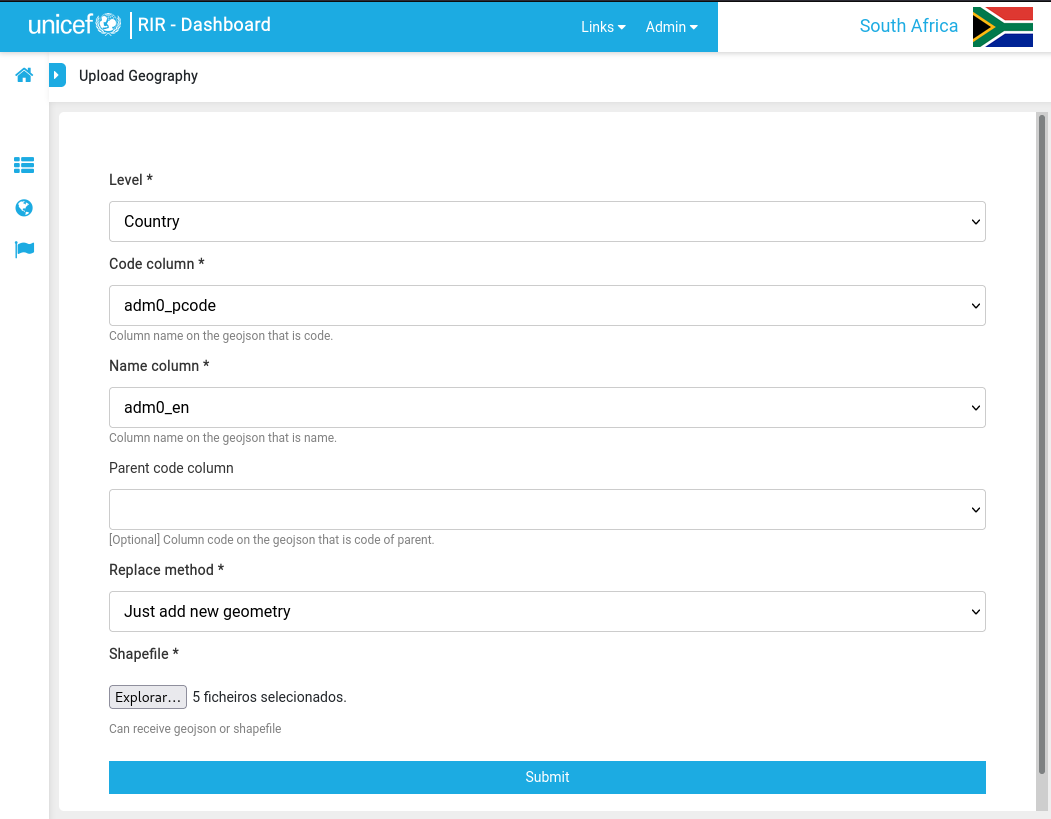 unicef RIR - Dashboard Links Admin South Africa
Upload Geography
Level *
Country
Code column *
adm0_pcode
Column name on the geojson that is code.
Name column *
adm0_en
Column name on the geojson that is name.
Parent code column
[Optional] Column code on the geojson that is code of parent.
Replace method *
Just add new geometry
Shapefile *
Explorar... 5 ficheiros selecionados.
Can receive geojson or shapefile
Submit